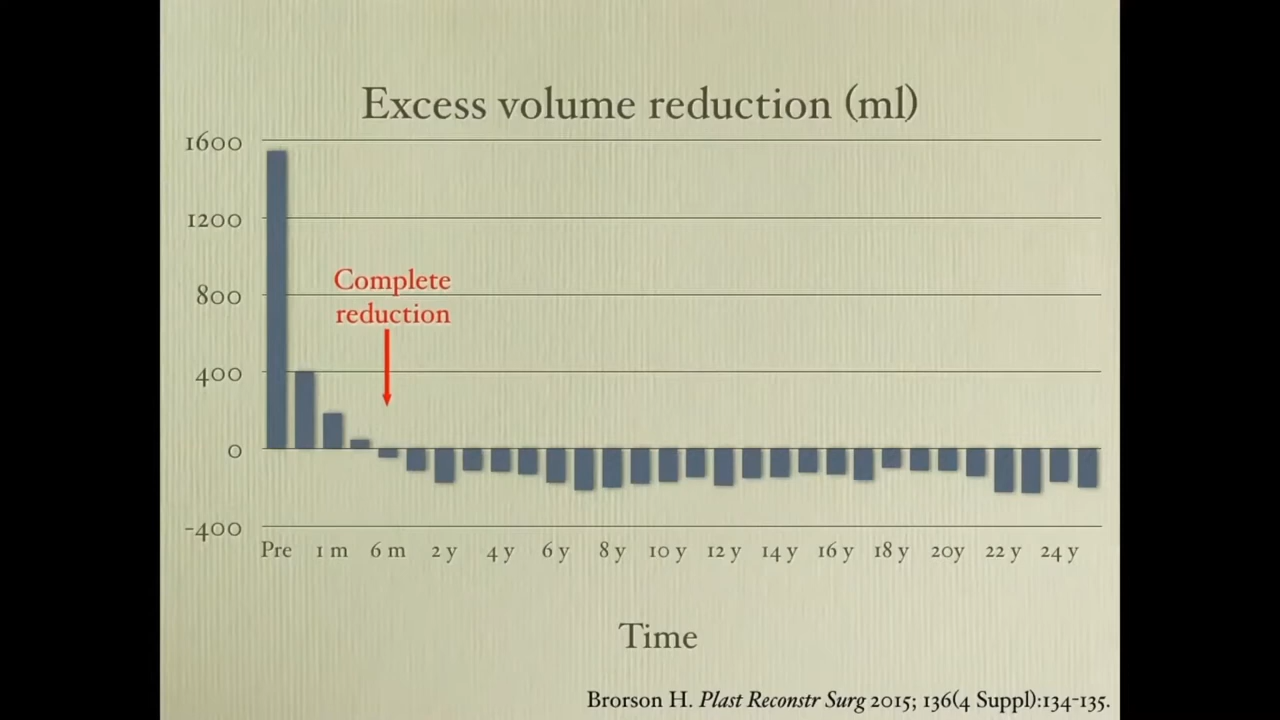 Excess volume reduction (ml)
1600
1200
800
400
0
-400
Complete
reduction
Pre 1 m 6 m 2 y 4 y 6 y 8 y 10 y 12 y 14 y 16 y 18 y 20y 22 y 24 y
Time
Brorson H. Plast Reconstr Surg 2015; 136(4 Suppl):134-135.